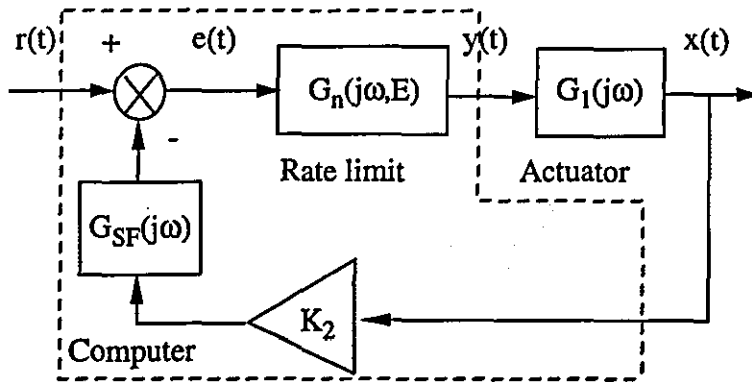 r(t)
+
e(t)
y(t)
x(t)
Gn(jω,E)
G1(jω)
-
Rate limit
Actuator
GSF(jω)
K2
Computer